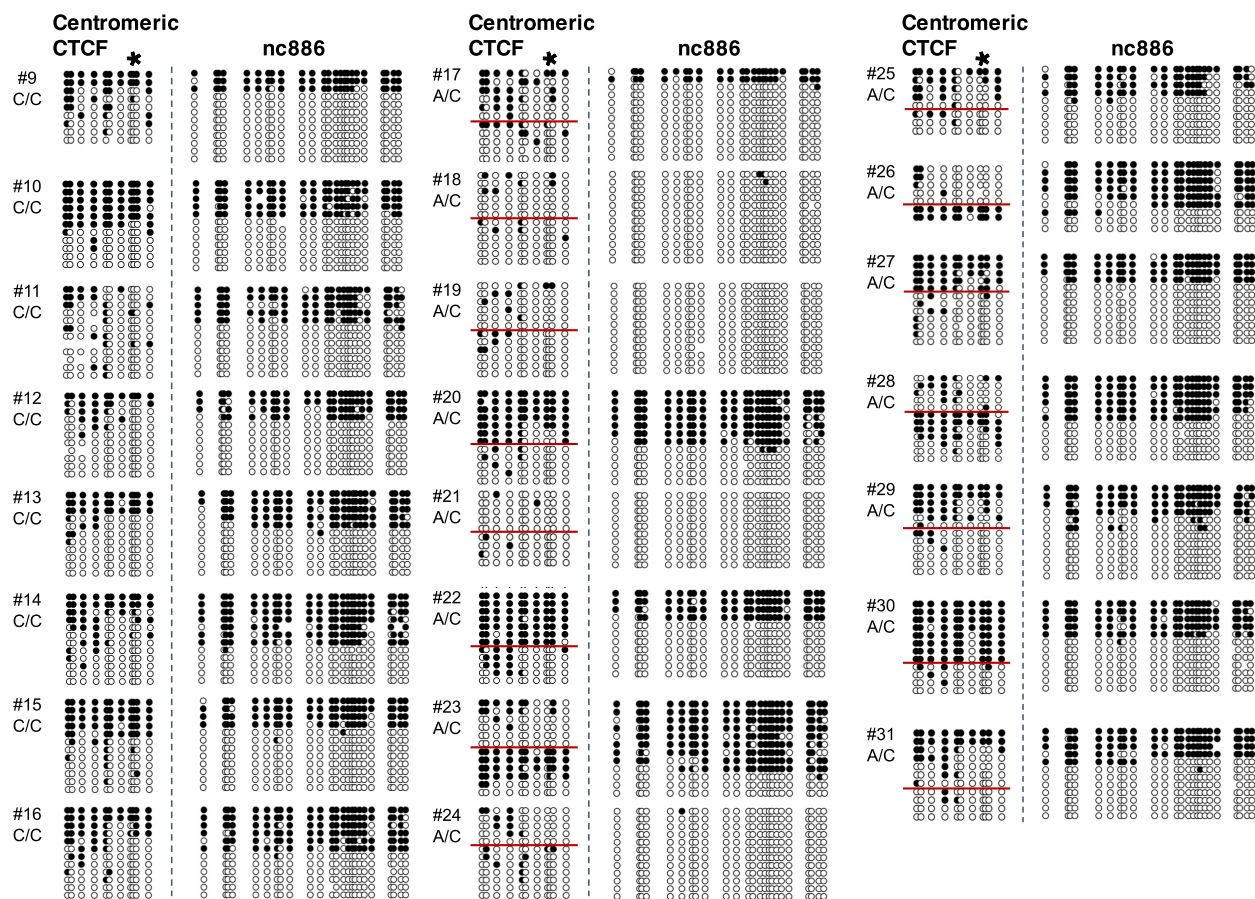 Centromeric
CTCF * nc886
#9
C/C
#10
C/C
#11
C/C
#12
C/C
#13
C/C
#14
C/C
#15
C/C
#16
C/C
Centromeric
CTCF * nc886
#17
A/C
#18
A/C
#19
A/C
#20
A/C
#21
A/C
#22
A/C
#23
A/C
#24
A/C
Centromeric
CTCF * nc886
#25
A/C
#26
A/C
#27
A/C
#28
A/C
#29
A/C
#30
A/C
#31
A/C